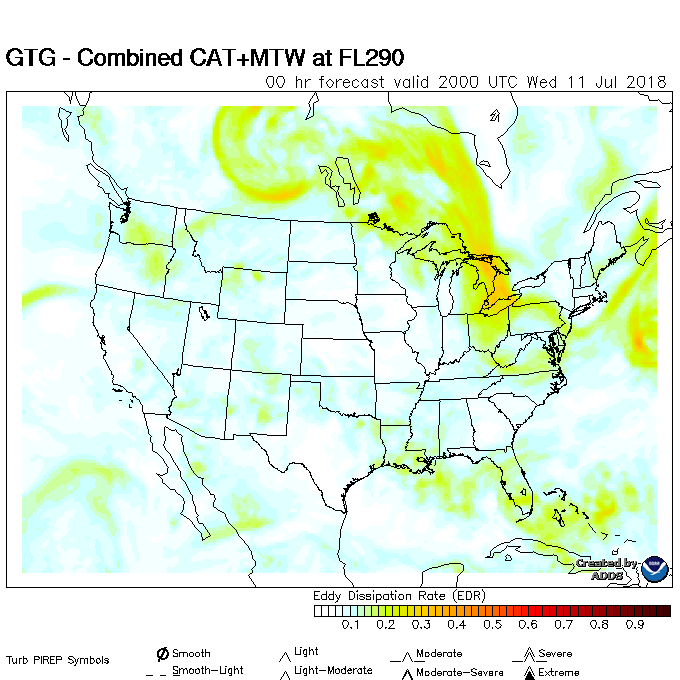 GTG - Combined CAT+MTW at FL290
00 hr forecast valid 2000 UTC Wed 11 Jul 2018
Created by
ADDS
Eddy Dissipation Rate (EDR)
0.1 0.2 0.3 0.4 0.5 0.6 0.7 0.8 0.9
Turb PIREP Symbols
Smooth Light Moderate Severe
Smooth-Light Light-Moderate Moderate-Severe Extreme